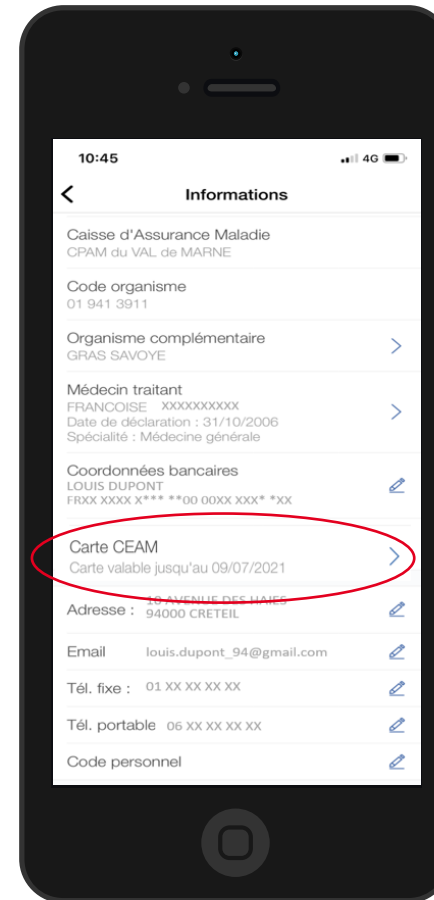 10:45
4G
Informations
Caisse d'Assurance Maladie
CPAM du VAL de MARNE
Code organisme
01 941 3911
Organisme complémentaire
GRAS SAVOYE
Médecin traitant
FRANCOISE XXXXXXXXXX
Date de déclaration : 31/10/2006
Spécialité : Médecine générale
Coordonnées bancaires
LOUIS DUPONT
FRXX XXXX X*** **00 00XX XXX* *XX
Carte CEAM
Carte valable jusqu'au 09/07/2021
Adresse : 10 AVENUE DES HAIES
94000 CRETEIL
Email louis.dupont_94@gmail.com
Tél. fixe : 01 XX XX XX XX
Tél. portable 06 XX XX XX XX
Code personnel